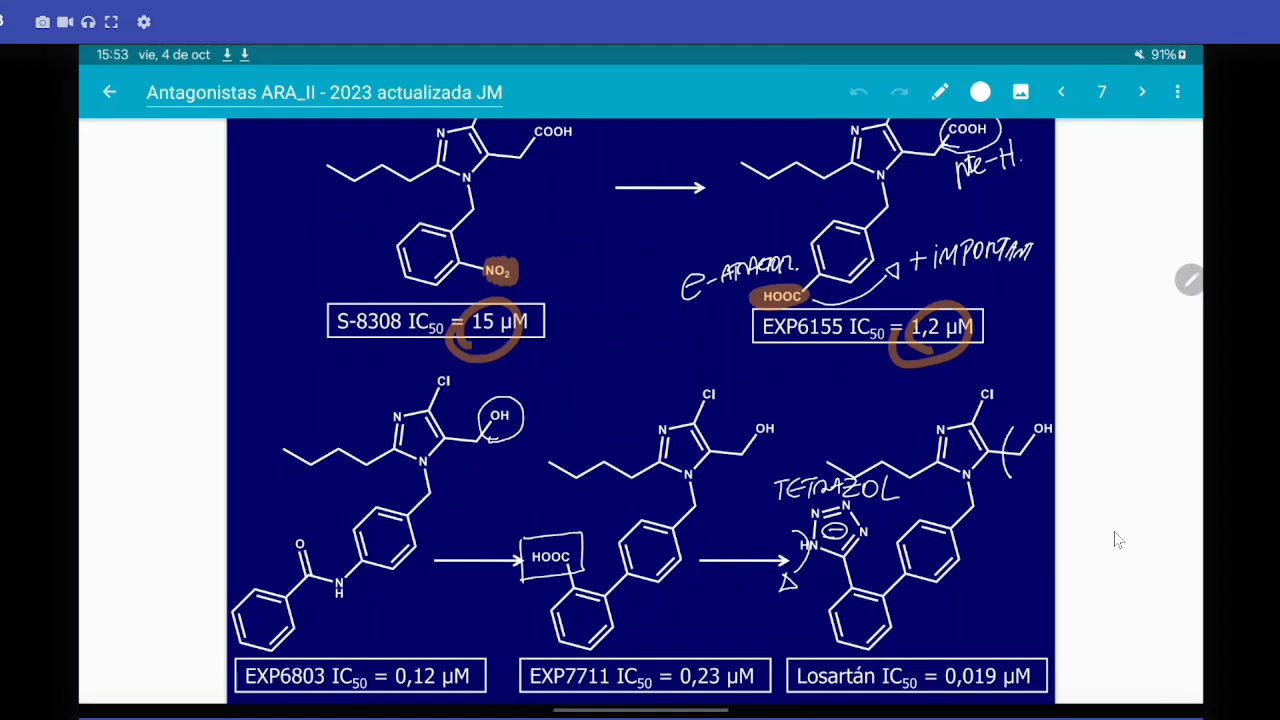 15:53 vie, 4 de oct 91%
Antagonistas ARA_II - 2023 actualizada JM
7
N
COOH
N
NO2
S-8308 IC50 = 15 µM
N
COOH
pte-H.
N
e-ATRACTOR.
+ IMPORTANT
HOOC
EXP6155 IC50 = 1,2 µM
Cl
N
OH
N
O
N
H
EXP6803 IC50 = 0,12 µM
Cl
N
OH
N
HOOC
EXP7711 IC50 = 0,23 µM
Cl
N
OH
N
TETRAZOL
N
N
N
HN
Losartán IC50 = 0,019 µM